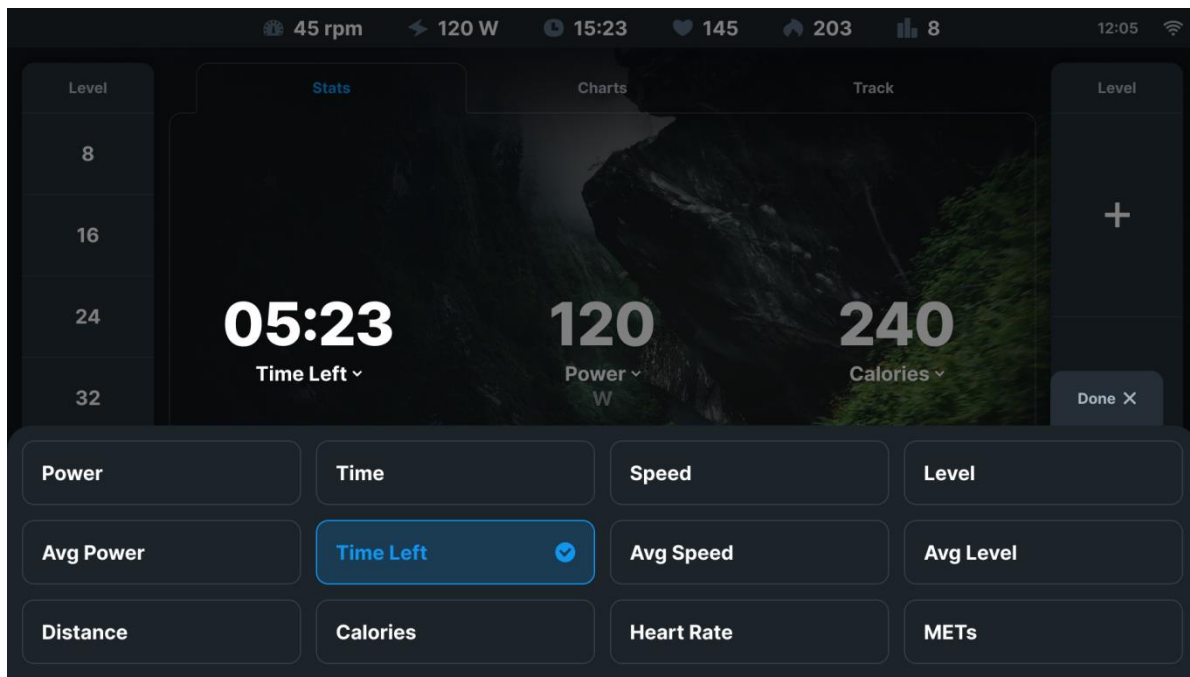 45 rpm 120 W 15:23 145 203 8 12:05
Level Stats Charts Track Level
8
16
24
32
+
05:23 120 240
Time Left Power Calories
W
Done
Power Time Speed Level
Avg Power Time Left Avg Speed Avg Level
Distance Calories Heart Rate METs